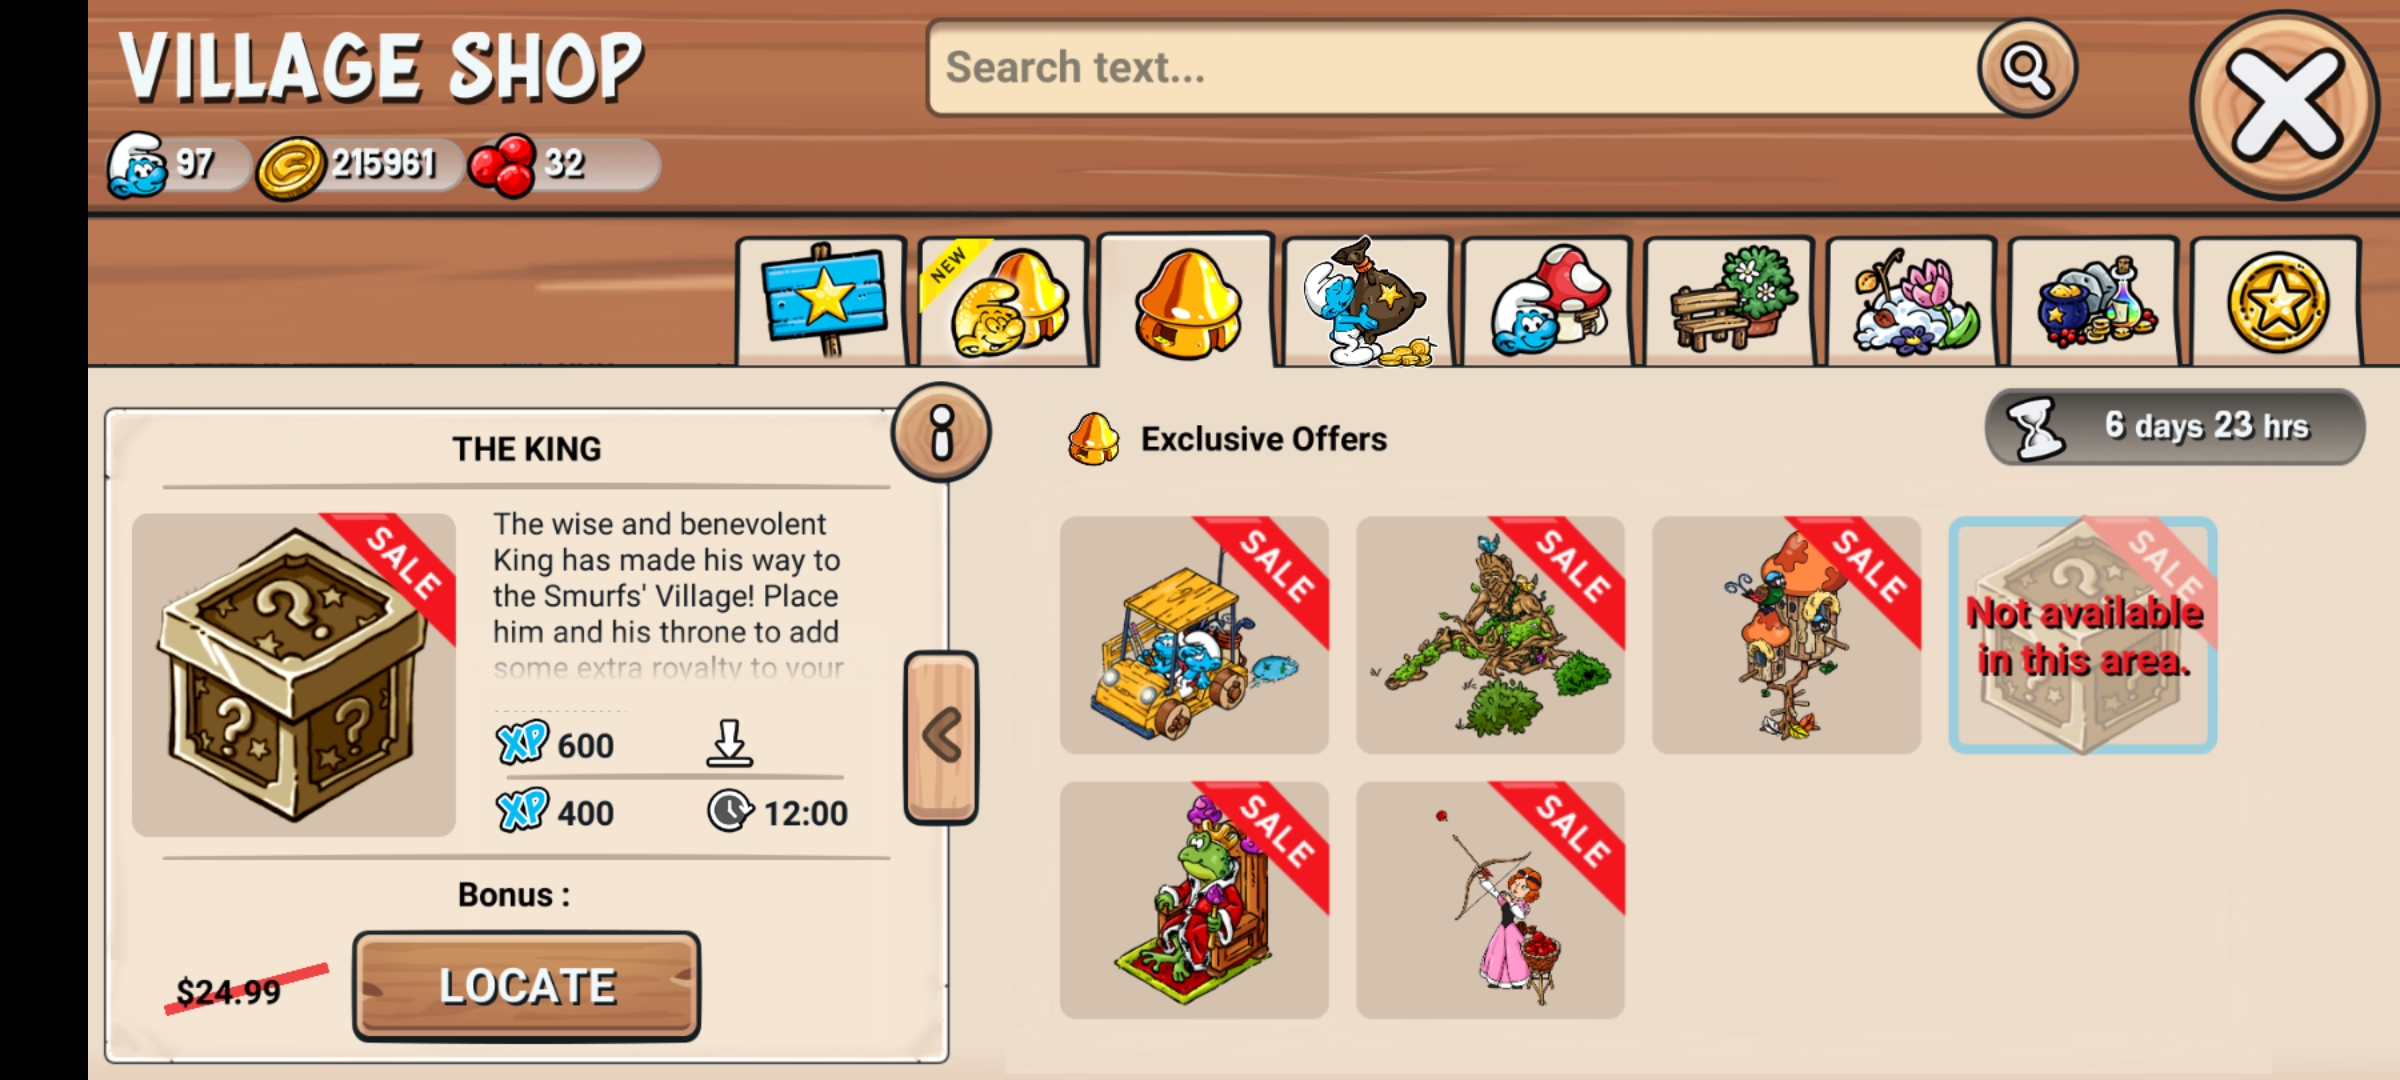 VILLAGE SHOP
Search text...
97
215961
32
NEW
THE KING
SALE
The wise and benevolent
King has made his way to
the Smurfs' Village! Place
him and his throne to add
some extra royalty to your
XP 600
XP 400
12:00
Bonus :
$24.99
LOCATE
Exclusive Offers
6 days 23 hrs
SALE
SALE
SALE
SALE
Not available
in this area.
SALE
SALE